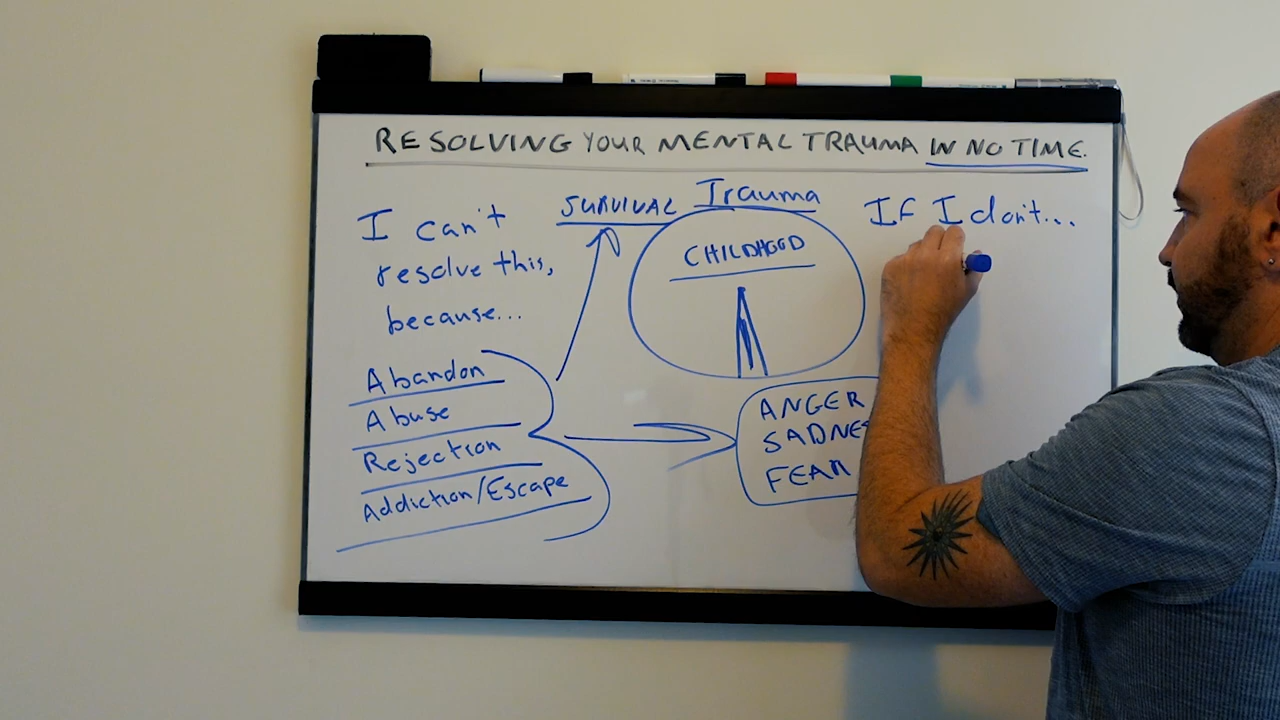 RESOLVING YOUR MENTAL TRAUMA IN NO TIME.
I can't
resolve this,
because...
Abandon
Abuse
Rejection
Addiction/Escape
SURVIVAL Trauma
CHILDHOOD
ANGER
SADNES
FEAR
If I don't...